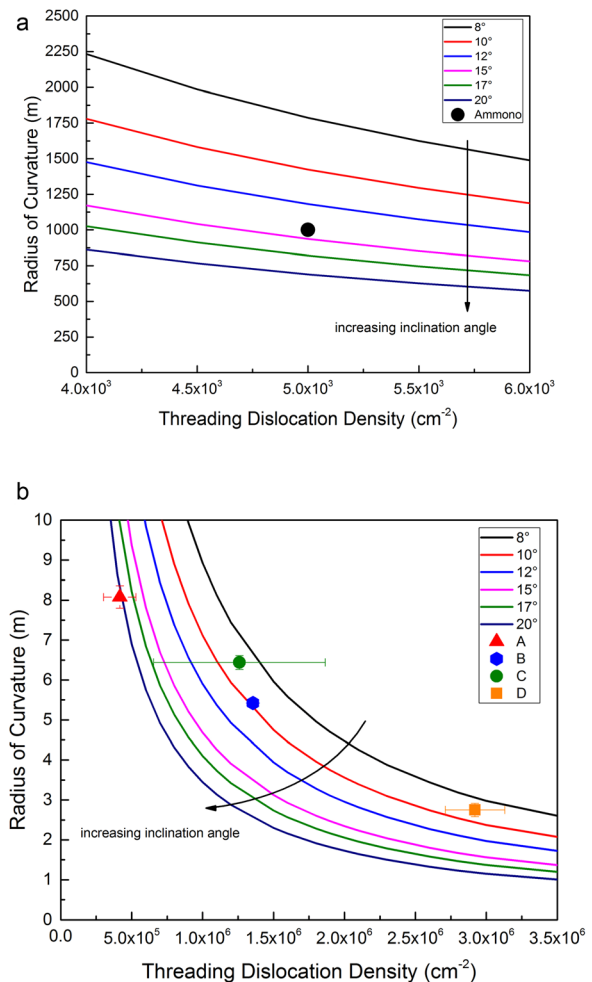 a
2500
2250
2000
1750
1500
1250
1000
750
500
250
0
Radius of Curvature (m)
8°
10°
12°
15°
17°
20°
Ammono
increasing inclination angle
4.0x10³ 4.5x10³ 5.0x10³ 5.5x10³ 6.0x10³
Threading Dislocation Density (cm⁻²)
b
10
9
8
7
6
5
4
3
2
1
0
Radius of Curvature (m)
8°
10°
12°
15°
17°
20°
A
B
C
D
increasing inclination angle
0.0 5.0x10⁵ 1.0x10⁶ 1.5x10⁶ 2.0x10⁶ 2.5x10⁶ 3.0x10⁶ 3.5x10⁶
Threading Dislocation Density (cm⁻²)